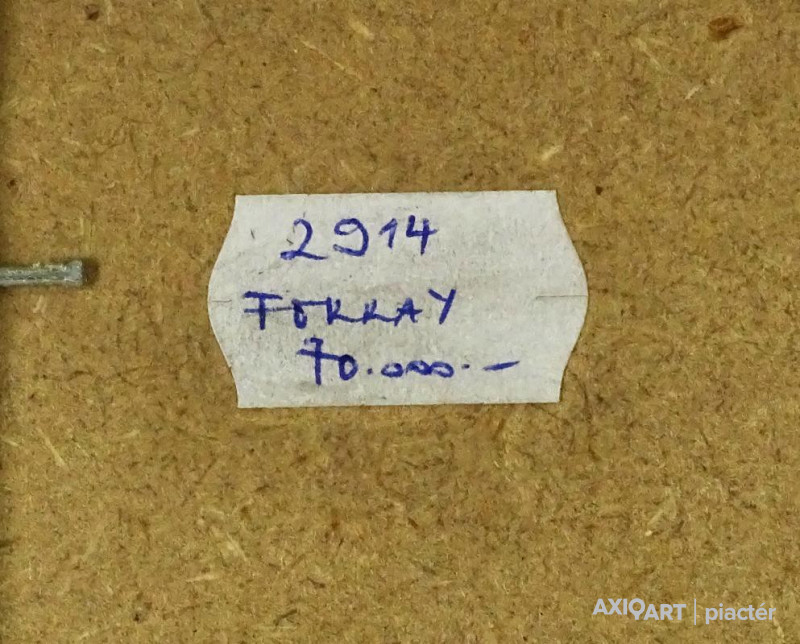 2914
FORRAY
70.000.-
AXIOART | piactér